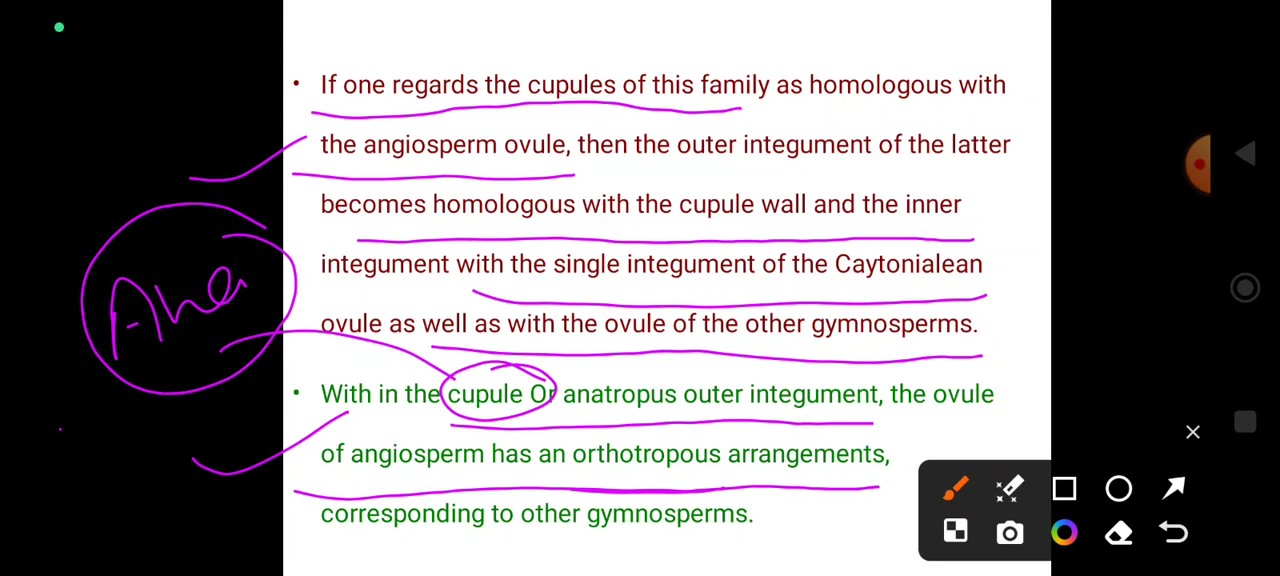 • If one regards the cupules of this family as homologous with
the angiosperm ovule, then the outer integument of the latter
becomes homologous with the cupule wall and the inner
integument with the single integument of the Caytonialean
ovule as well as with the ovule of the other gymnosperms.
• With in the cupule Or anatropus outer integument, the ovule
of angiosperm has an orthotropous arrangements,
corresponding to other gymnosperms.